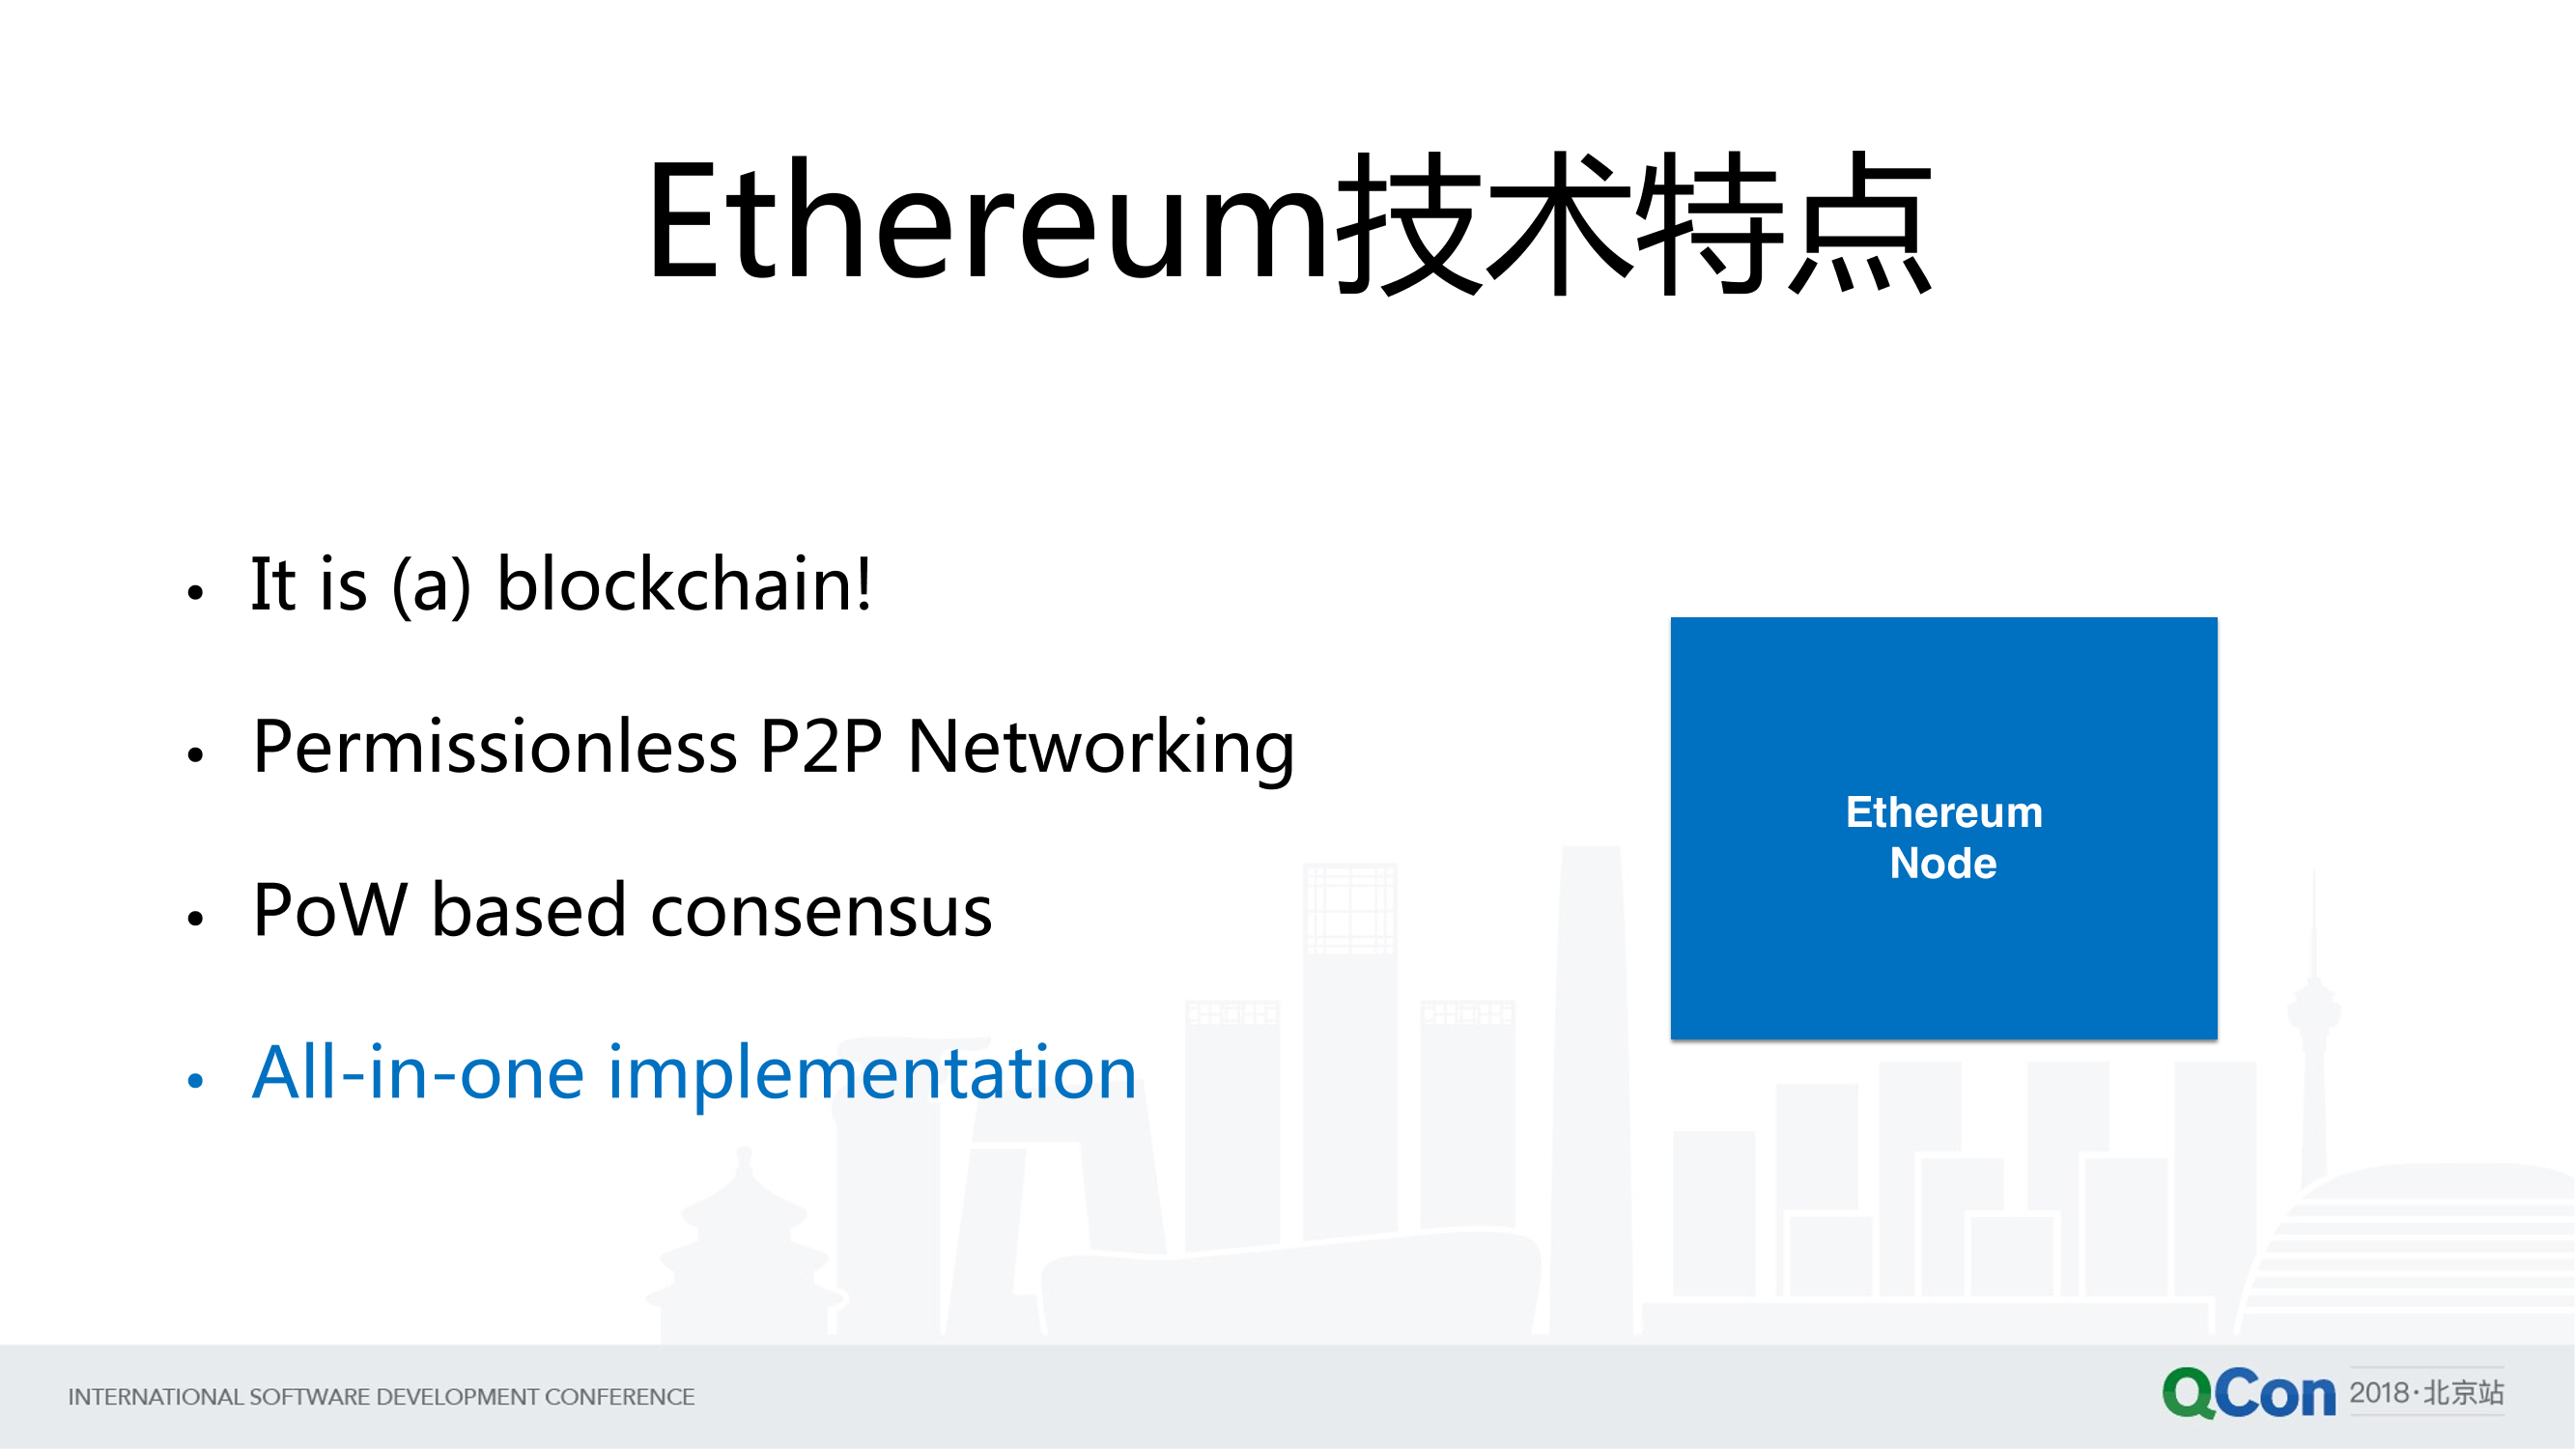 Ethereum技术特点
• It is (a) blockchain!
• Permissionless P2P Networking
• PoW based consensus
• All-in-one implementation
Ethereum
Node
INTERNATIONAL SOFTWARE DEVELOPMENT CONFERENCE
QCon 2018·北京站